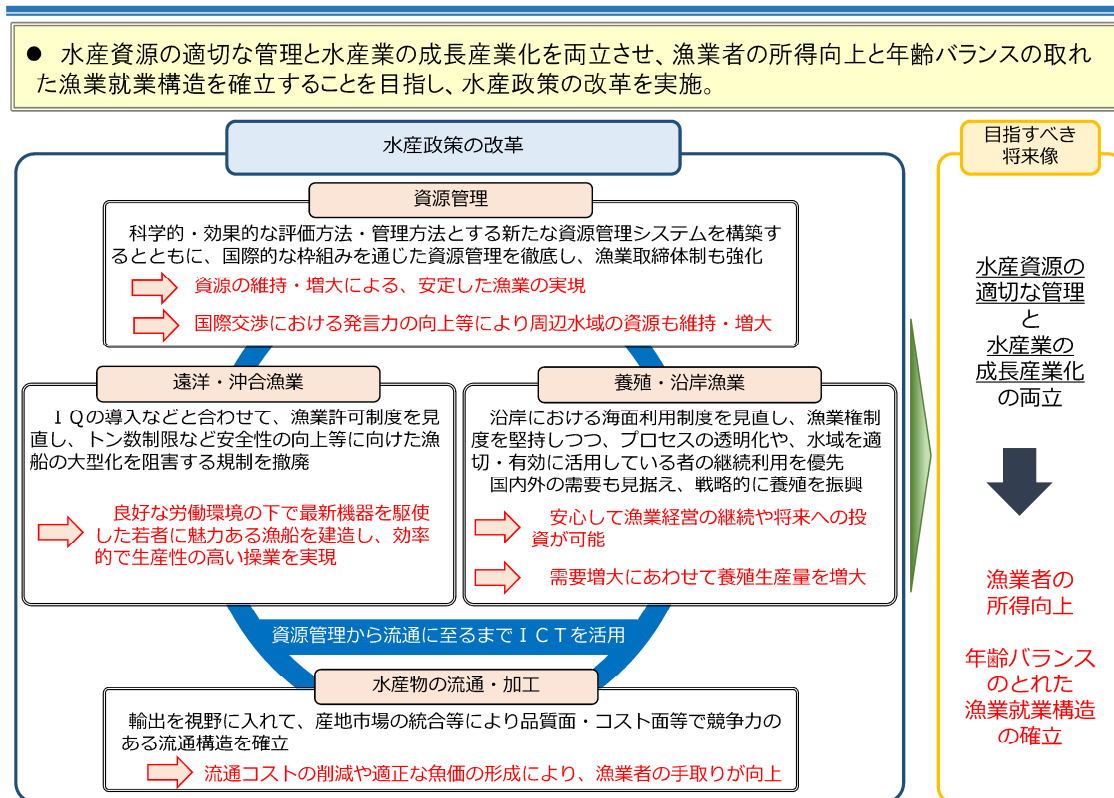 ● 水産資源の適切な管理と水産業の成長産業化を両立させ、漁業者の所得向上と年齢バランスの取れ
た漁業就業構造を確立することを目指し、水産政策の改革を実施。
水産政策の改革
資源管理
科学的・効果的な評価方法・管理方法とする新たな資源管理システムを構築す
るとともに、国際的な枠組みを通じた資源管理を徹底し、漁業取締体制も強化
資源の維持・増大による、安定した漁業の実現
国際交渉における発言力の向上等により周辺水域の資源も維持・増大
遠洋・沖合漁業
ＩＱの導入などと合わせて、漁業許可制度を見
直し、トン数制限など安全性の向上等に向けた漁
船の大型化を阻害する規制を撤廃
良好な労働環境の下で最新機器を駆使
した若者に魅力ある漁船を建造し、効率
的で生産性の高い操業を実現
養殖・沿岸漁業
沿岸における海面利用制度を見直し、漁業権制
度を堅持しつつ、プロセスの透明化や、水域を適
切・有効に活用している者の継続利用を優先
国内外の需要も見据え、戦略的に養殖を振興
安心して漁業経営の継続や将来への投
資が可能
需要増大にあわせて養殖生産量を増大
資源管理から流通に至るまでＩＣＴを活用
水産物の流通・加工
輸出を視野に入れて、産地市場の統合等により品質面・コスト面等で競争力の
ある流通構造を確立
流通コストの削減や適正な魚価の形成により、漁業者の手取りが向上
目指すべき
将来像
水産資源の
適切な管理
と
水産業の
成長産業化
の両立
漁業者の
所得向上
年齢バランス
のとれた
漁業就業構造
の確立